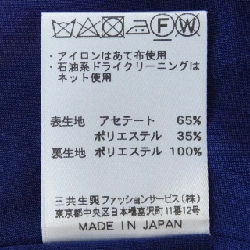 F W
・アイロンはあて布使用
・石油系ドライクリーニングは
ネット使用
表生地 アセテート 65%
ポリエステル 35%
裏生地 ポリエステル 100%
三共生興ファッションサービス(株)
東京都中央区日本橋富沢町11番12号
MADE IN JAPAN